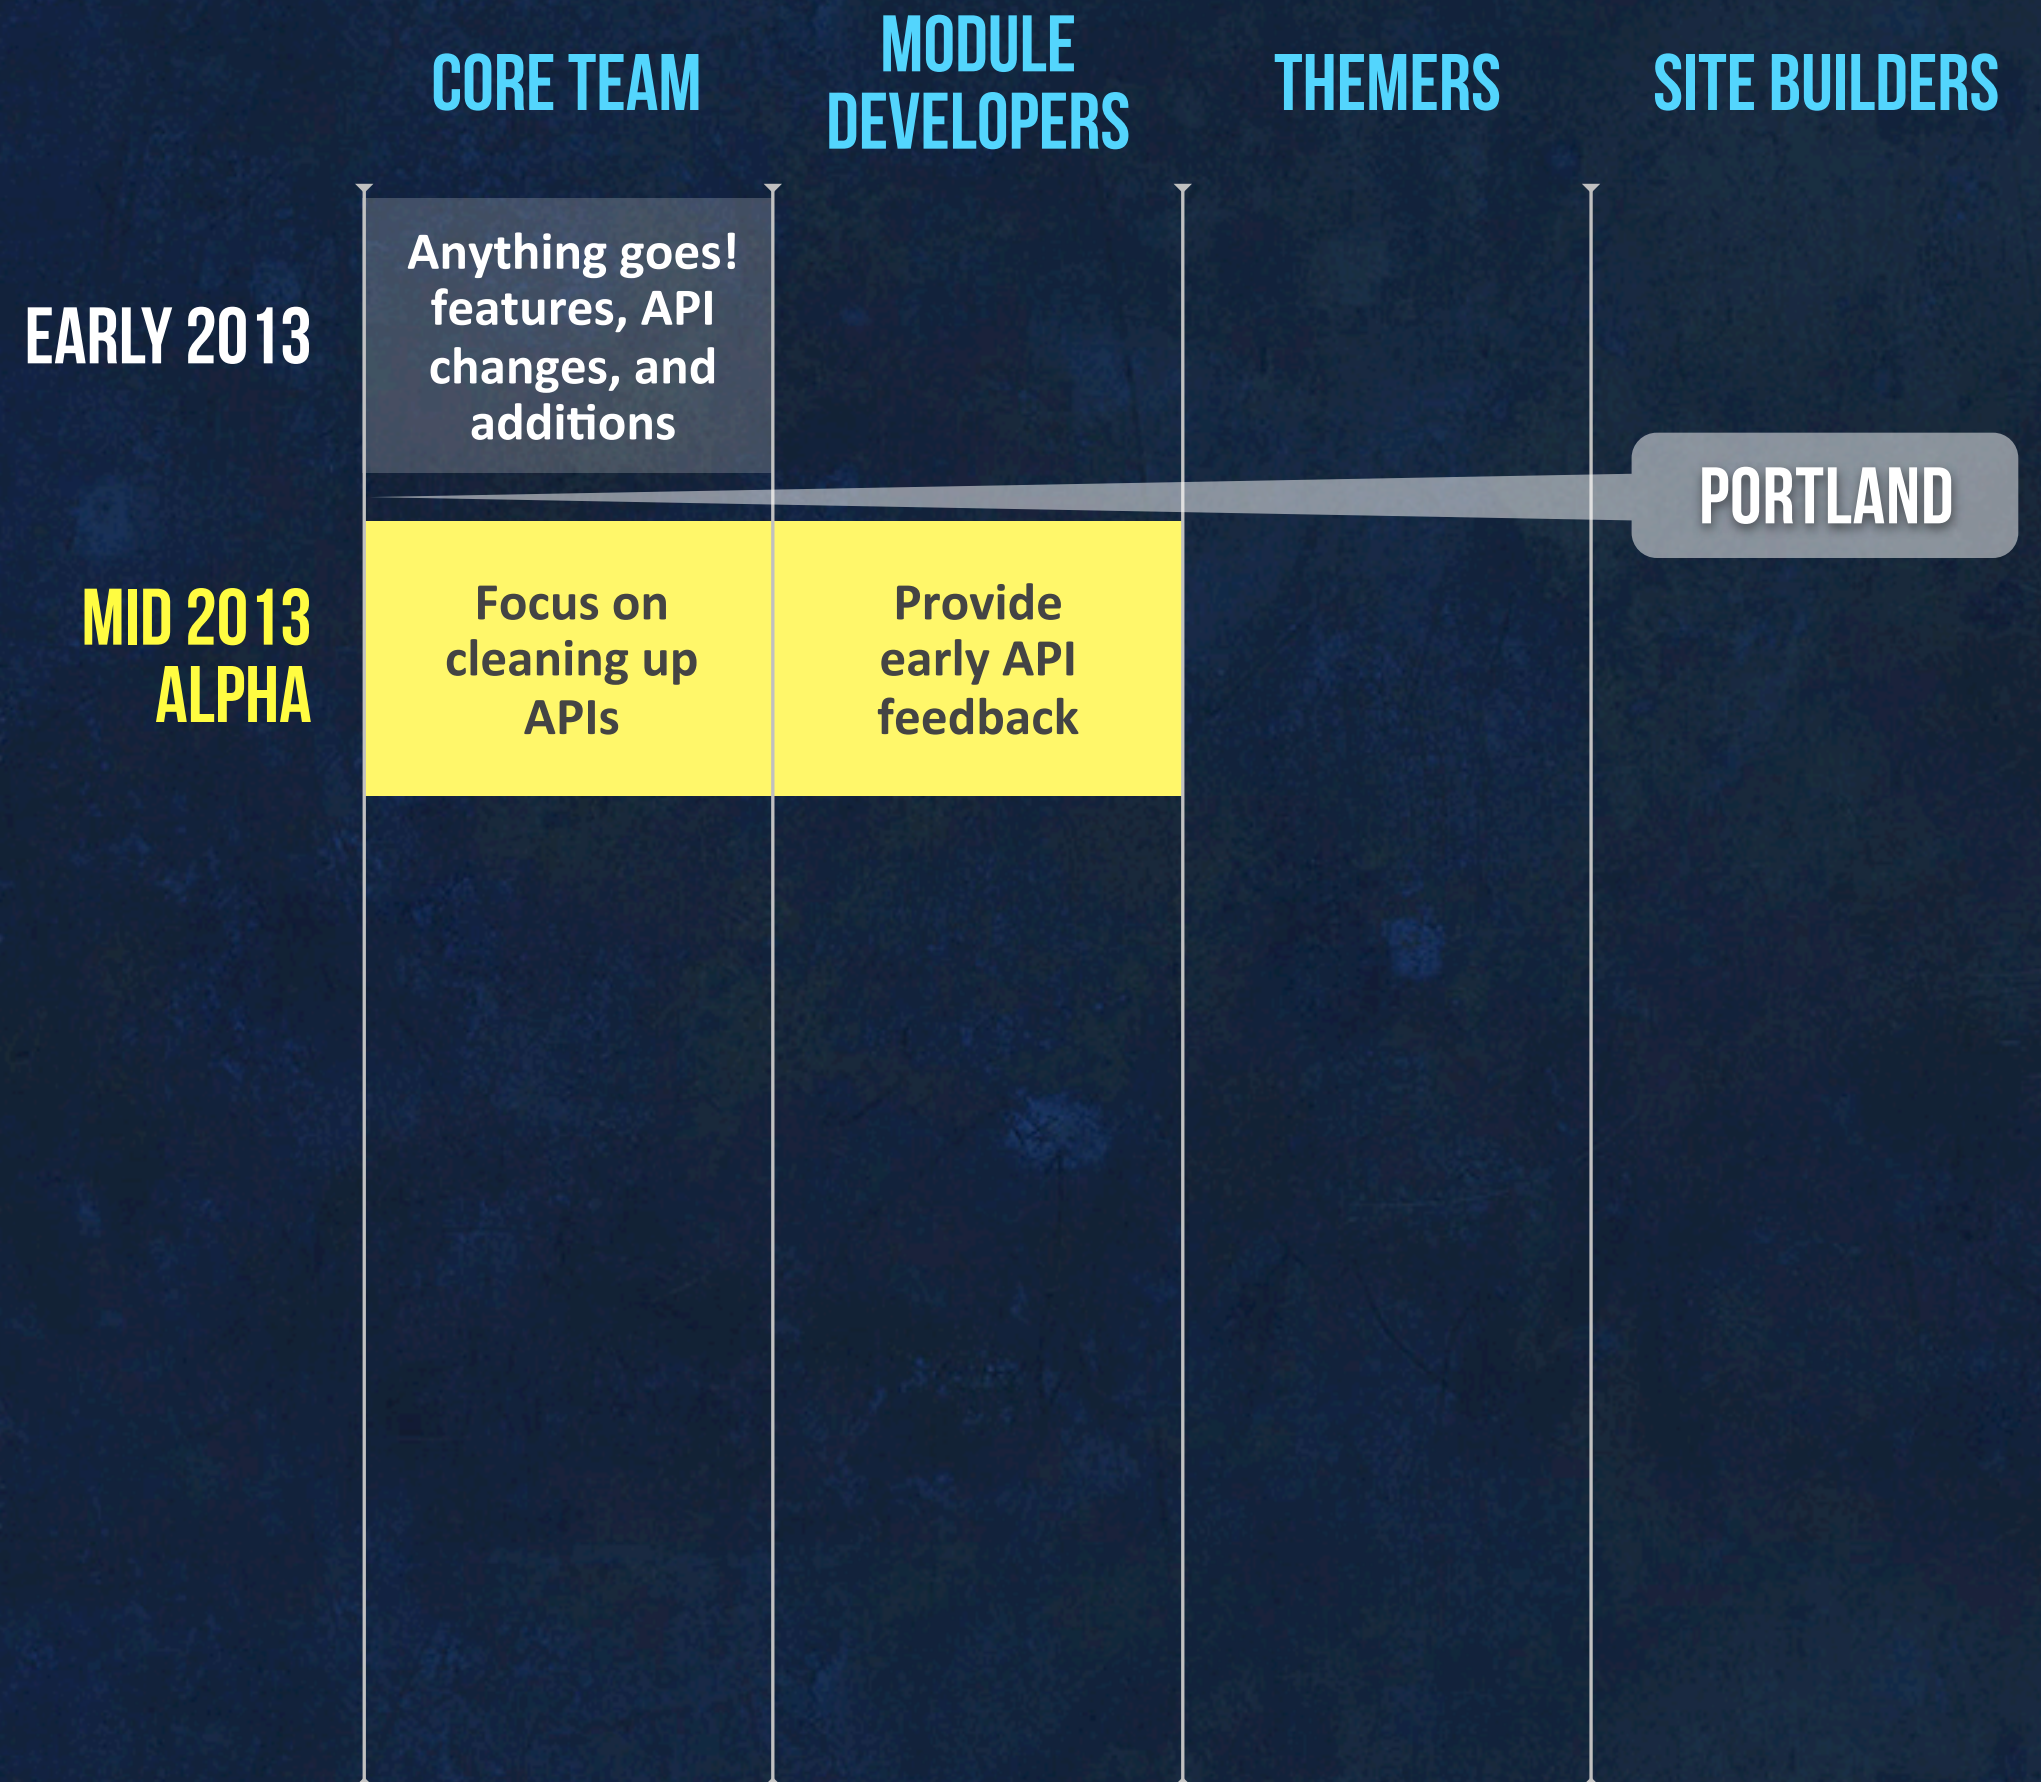 CORE TEAM
MODULE
DEVELOPERS
THEMERS
SITE BUILDERS
EARLY 2013
Anything goes!
features, API
changes, and
additions
PORTLAND
MID 2013
ALPHA
Focus on
cleaning up
APIs
Provide
early API
feedback